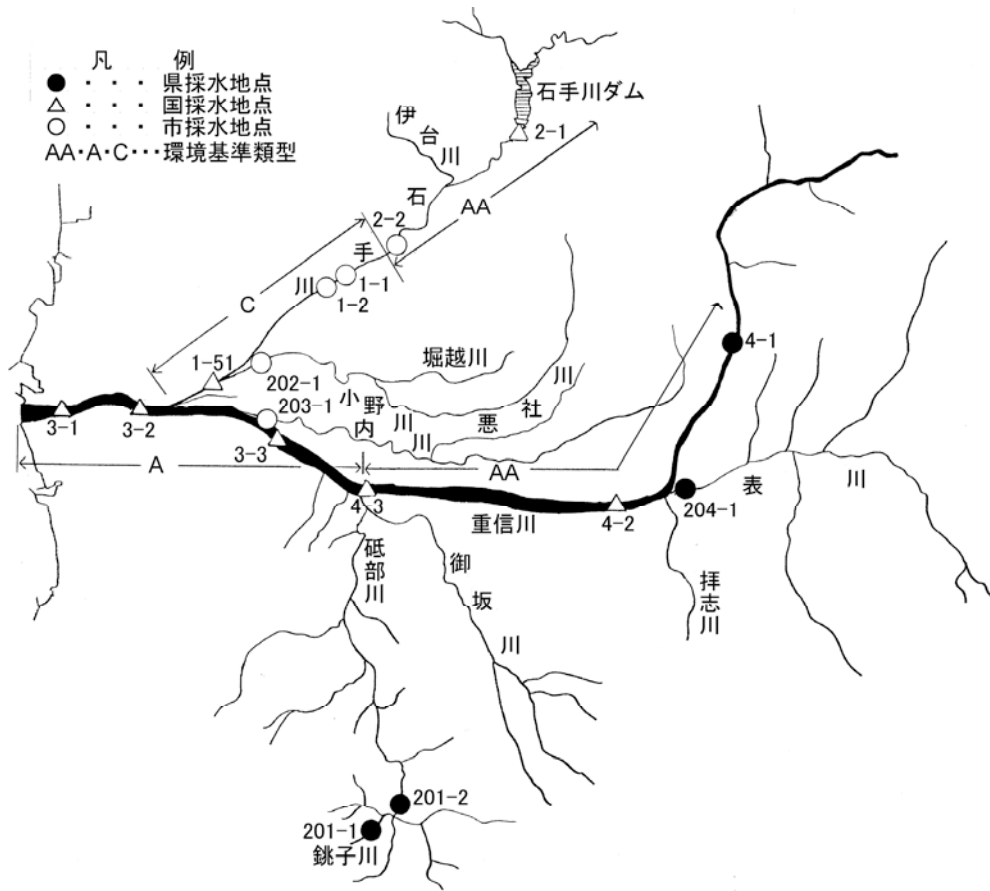 凡 例
● ・ ・ ・ 県採水地点
△ ・ ・ ・ 国採水地点
○ ・ ・ ・ 市採水地点
AA・A・C・・・環境基準類型
石手川ダム
2-1
伊台川
石手川
AA
2-2
1-1
1-2
C
4-1
堀越川
1-51
202-1
小野川
悪社川
203-1
内川
3-1
3-2
3-3
A
AA
表川
4-3
重信川
4-2
204-1
砥部川
御坂川
拝志川
201-2
201-1
銚子川